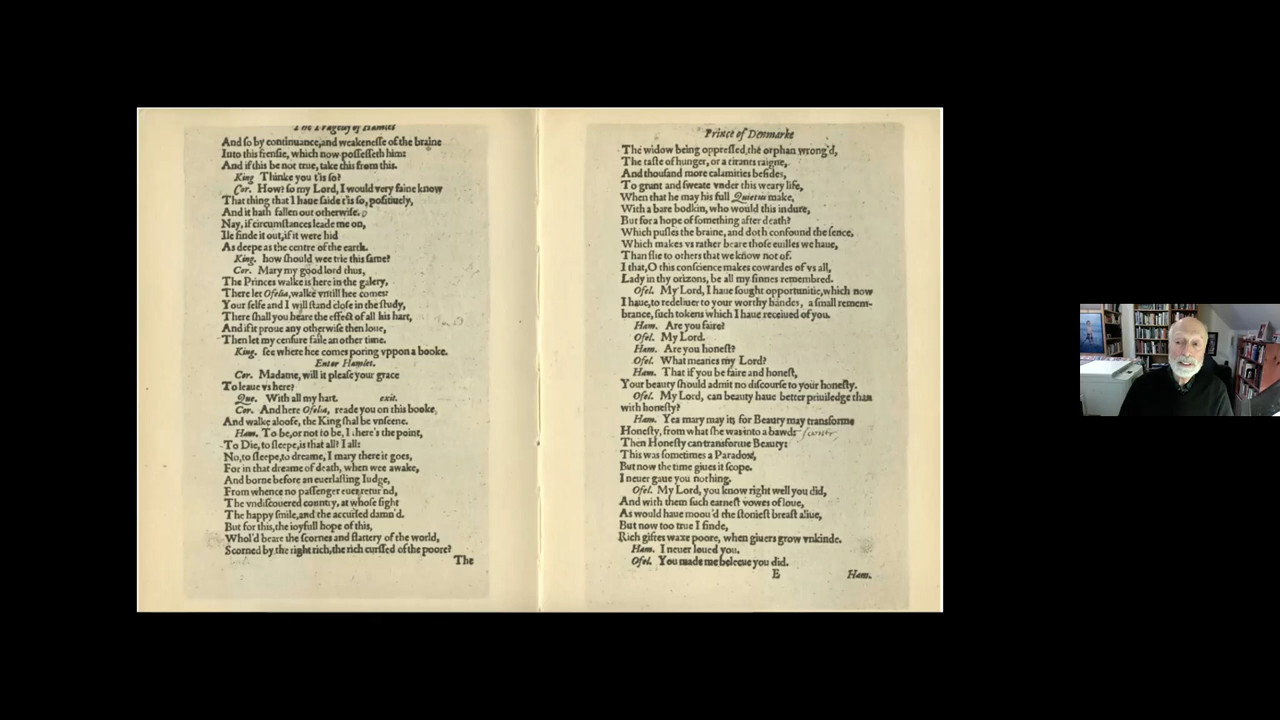 The Tragedy of Hamlet
And so by continuance,and weakenesse of the braine
Into this frensie, which now possesseth him:
And if this be not true, take this from this.
King Thinke you t'is so?
Cor. How? so my Lord, I would very faine know
That thing that I haue saide t'is so, positiuely,
And it hath fallen out otherwise.
Nay, if circumstances leade me on,
Ile finde it out,if it were hid
As deepe as the centre of the earth.
King. how should wee trie this same?
Cor. Mary my good lord thus,
The Princes walke is here in the galery,
There let Ofelia,walke vntill hee comes:
Your selfe and I will stand close in the study,
There shall you heare the effect of all his hart,
And if it proue any otherwise then loue,
Then let my censure faile an other time.
King. see where hee comes poring vppon a booke.
Enter Hamlet.
Cor. Madame, will it please your grace
To leaue vs here?
Que. With all my hart. exit.
Cor. And here Ofelia, reade you on this booke,
And walke aloofe, the King shal be vnseene.
Ham. To be,or not to be, I there's the point,
To Die, to sleepe,is that all? I all:
No,to sleepe,to dreame, I mary there it goes,
For in that dreame of death, when wee awake,
And borne before an euerlasting Iudge,
From whence no passenger euer retur'nd,
The vndiscouered country, at whose sight
The happy smile,and the accursed damn'd.
But for this,the ioyfull hope of this,
Whol'd beare the scornes and flattery of the world,
Scorned by the right rich,the rich curssed of the poore?
The
Prince of Denmarke
The widow being oppressed,the orphan wrong'd,
The taste of hunger, or a tirants raigne,
And thousand more calamities besides,
To grunt and sweate vnder this weary life,
When that he may his full Quietus make,
With a bare bodkin, who would this indure,
But for a hope of something after death?
Which pusles the braine, and doth confound the sence,
Which makes vs rather beare those euilles we haue,
Than flie to others that we know not of.
I that,O this conscience makes cowardes of vs all,
Lady in thy orizons, be all my sinnes remembred.
Ofel. My Lord, I haue sought opportunitie,which now
I haue,to redeliuer to your worthy handes, a small remem-
brance, such tokens which I haue receiued of you.
Ham. Are you faire?
Ofel. My Lord.
Ham. Are you honest?
Ofel. What meanes my Lord?
Ham. That if you be faire and honest,
Your beauty should admit no discourse to your honesty.
Ofel. My Lord, can beauty haue better priuiledge than
with honesty?
Ham. Yea mary may it; for Beauty may transforme
Honesty, from what she was into a bawd:
Then Honesty can transforme Beauty:
This was sometimes a Paradox,
But now the time giues it scope.
I neuer gaue you nothing.
Ofel. My Lord, you know right well you did,
And with them such earnest vowes of loue,
As would haue moou'd the stoniest breast aliue,
But now too true I finde,
Rich giftes waxe poore, when giuers grow vnkinde.
Ham. I neuer loued you.
Ofel. You made me beleeue you did.
E Ham.